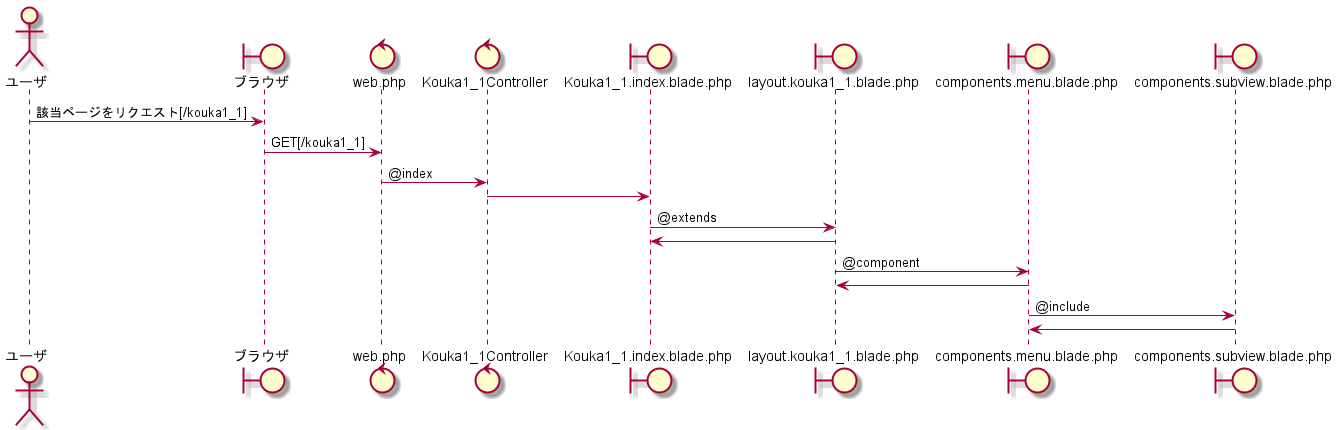 ユーザ
ブラウザ
web.php
Kouka1_1Controller
Kouka1_1.index.blade.php
layout.kouka1_1.blade.php
components.menu.blade.php
components.subview.blade.php
該当ページをリクエスト[/kouka1_1]
GET[/kouka1_1]
@index
@extends
@component
@include
ユーザ
ブラウザ
web.php
Kouka1_1Controller
Kouka1_1.index.blade.php
layout.kouka1_1.blade.php
components.menu.blade.php
components.subview.blade.php